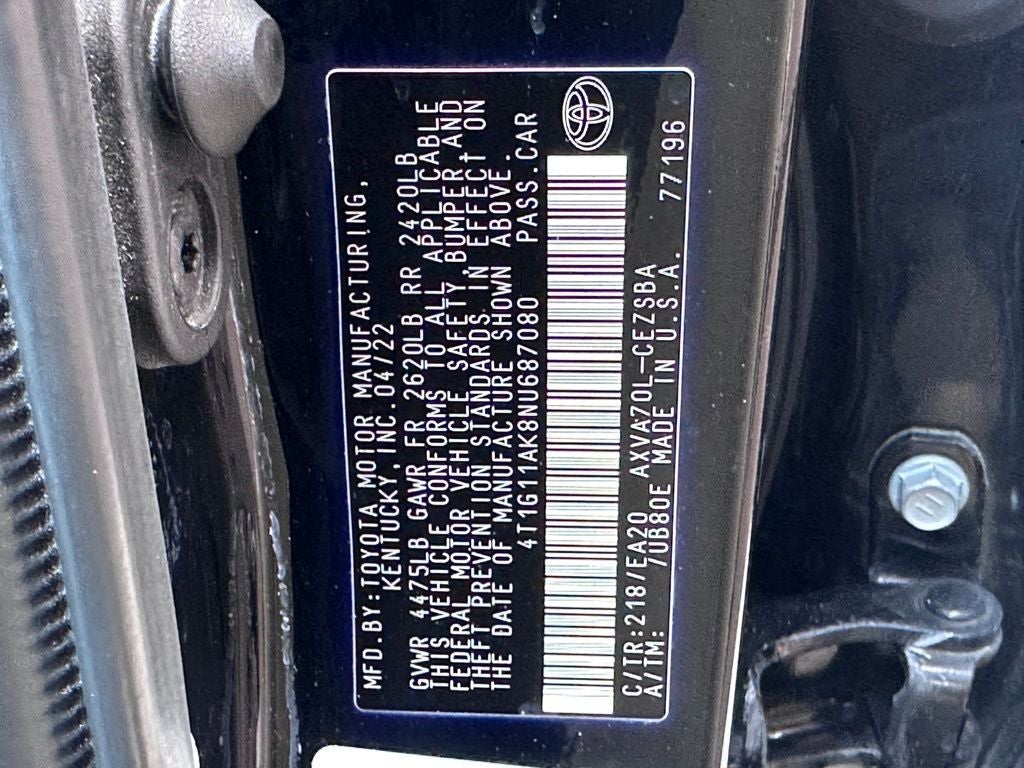 MFD.BY:TOYOTA MOTOR MANUFACTURING,
KENTUCKY, INC.04/22
GVWR 4475LB GAWR FR 2620LB RR 2420LB
THIS VEHICLE CONFORMS TO ALL APPLICABLE
FEDERAL MOTOR VEHICLE SAFETY, BUMPER, AND
THEFT PREVENTION STANDARDS IN EFFECT ON
THE DATE OF MANUFACTURE SHOWN ABOVE.
4T1G11AK8NU687080 PASS.CAR
C/TR:218/EA20 AXVA70L-CEZSBA
A/TM: /UB80E MADE IN U.S.A. 77196